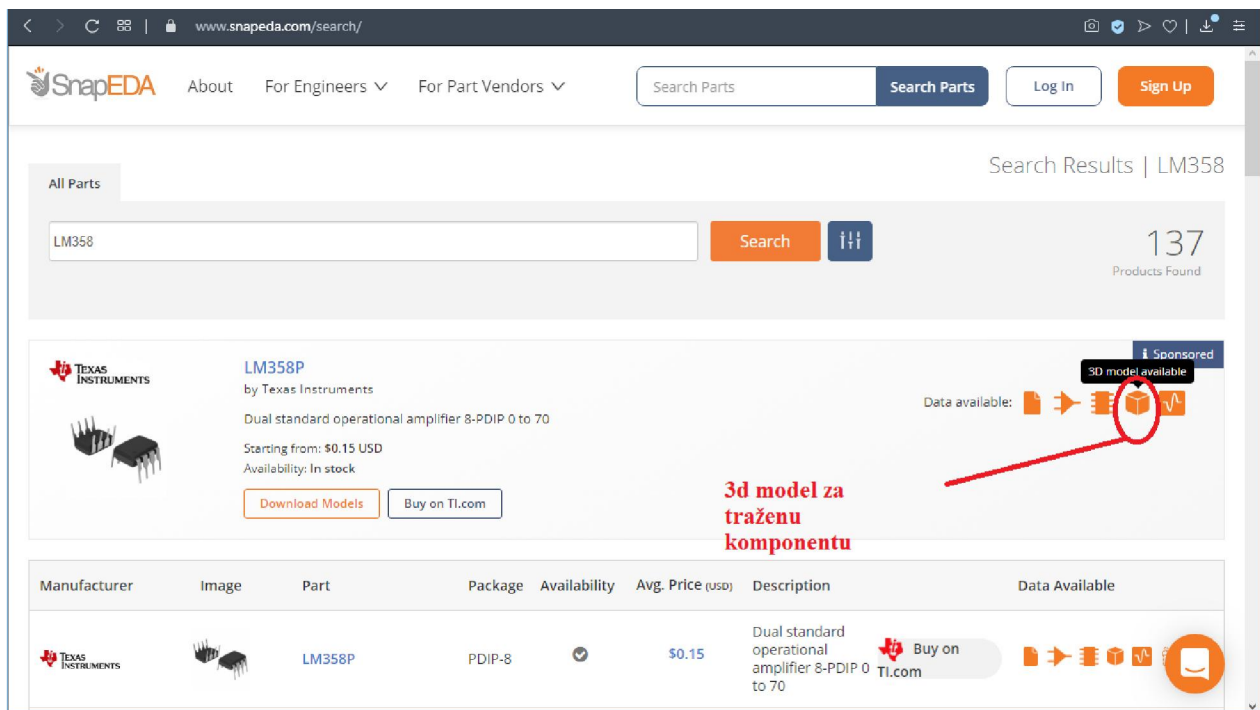 www.snapeda.com/search/
SnapEDA
About
For Engineers
For Part Vendors
Search Parts
Search Parts
Log In
Sign Up
Search Results | LM358
All Parts
LM358
Search
137
Products Found
Sponsored
3D model available
TEXAS
INSTRUMENTS
LM358P
by Texas Instruments
Dual standard operational amplifier 8-PDIP 0 to 70
Starting from: $0.15 USD
Availability: In stock
Download Models
Buy on TI.com
Data available:
3d model za
traženu
komponentu
Manufacturer Image Part Package Availability Avg. Price (USD) Description Data Available
TEXAS
INSTRUMENTS
LM358P
PDIP-8
$0.15
Dual standard
operational
amplifier 8-PDIP 0
to 70
Buy on
TI.com